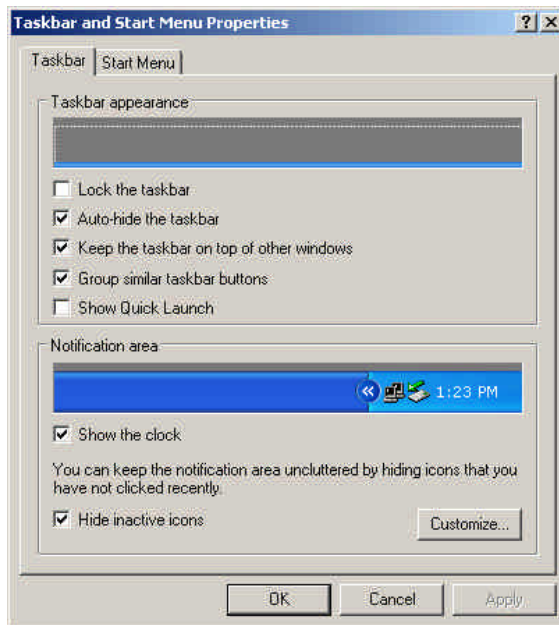 Taskbar and Start Menu Properties
Taskbar
Start Menu
Taskbar appearance
Lock the taskbar
Auto-hide the taskbar
Keep the taskbar on top of other windows
Group similar taskbar buttons
Show Quick Launch
Notification area
1:23 PM
Show the clock
You can keep the notification area uncluttered by hiding icons that you
have not clicked recently.
Hide inactive icons
Customize...
OK
Cancel
Apply